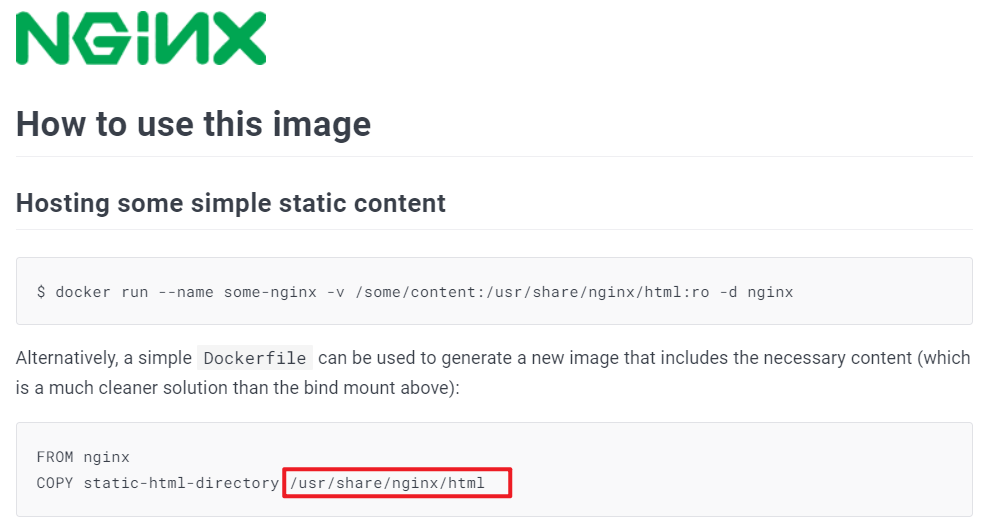 NGINX
How to use this image
Hosting some simple static content
$ docker run --name some-nginx -v /some/content:/usr/share/nginx/html:ro -d nginx
Alternatively, a simple Dockerfile can be used to generate a new image that includes the necessary content (which
is a much cleaner solution than the bind mount above):
FROM nginx
COPY static-html-directory /usr/share/nginx/html